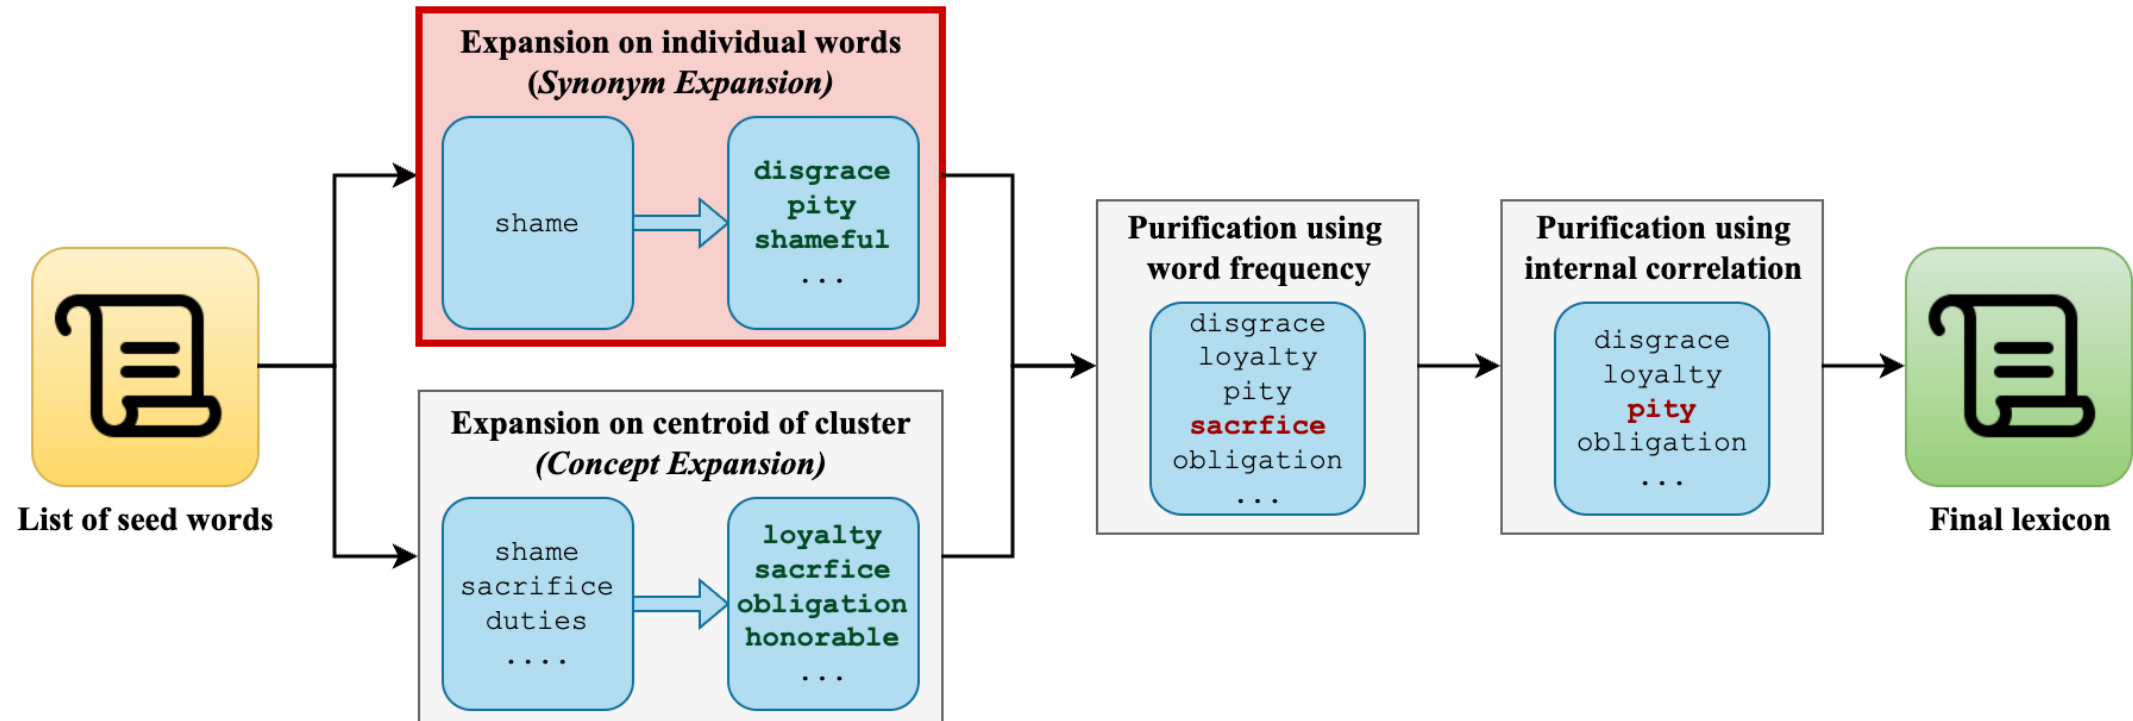 Expansion on individual words
(Synonym Expansion)
shame
disgrace
pity
shameful
...
List of seed words
Expansion on centroid of cluster
(Concept Expansion)
shame
sacrifice
duties
....
loyalty
sacrfice
obligation
honorable
...
Purification using
word frequency
disgrace
loyalty
pity
sacrfice
obligation
...
Purification using
internal correlation
disgrace
loyalty
pity
obligation
...
Final lexicon